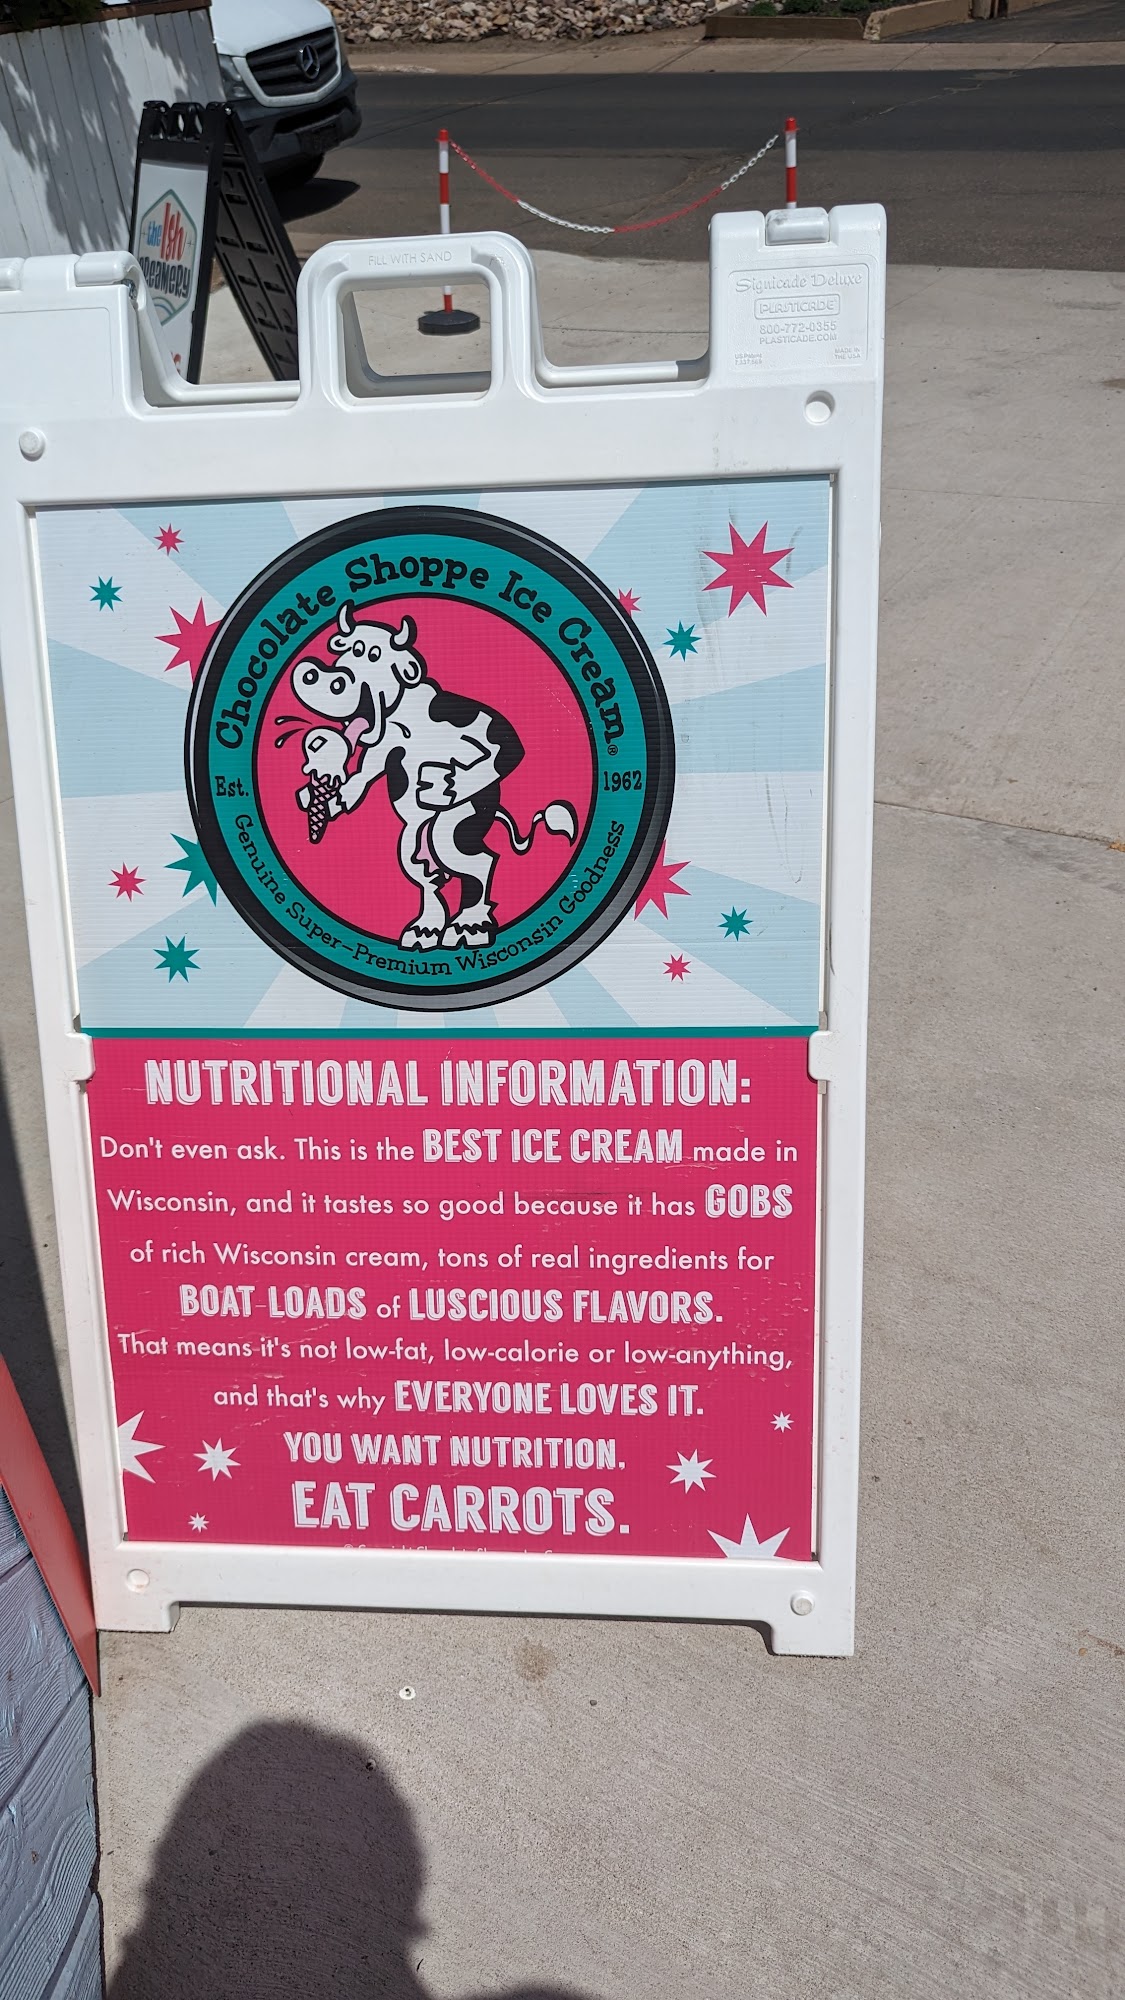 the
Ish
CREAMERY
FILL WITH SAND
Signicade Deluxe
PLASTICADE
800-772-0355
PLASTICADE.COM
MADE IN
THE USA
Chocolate Shoppe Ice Cream®
Est. 1962
Genuine Super-Premium Wisconsin Goodness
NUTRITIONAL INFORMATION:
Don't even ask. This is the BEST ICE CREAM made in
Wisconsin, and it tastes so good because it has GOBS
of rich Wisconsin cream, tons of real ingredients for
BOAT LOADS of LUSCIOUS FLAVORS.
That means it's not low-fat, low-calorie or low-anything,
and that's why EVERYONE LOVES IT.
YOU WANT NUTRITION,
EAT CARROTS.